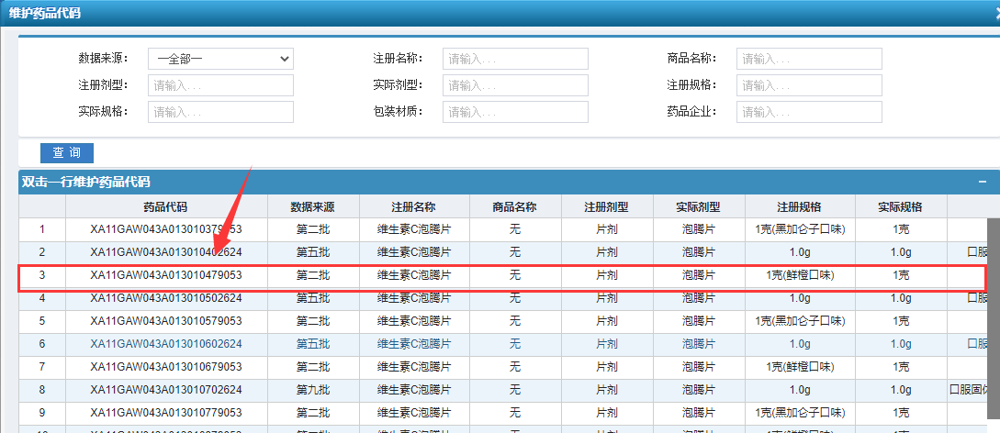 维护药品代码
数据来源： 一全部一 注册名称： 请输入... 商品名称： 请输入...
注册剂型： 请输入... 实际剂型： 请输入... 注册规格： 请输入...
实际规格： 请输入... 包装材质： 请输入... 药品企业： 请输入...
查 询
双击一行维护药品代码
药品代码 数据来源 注册名称 商品名称 注册剂型 实际剂型 注册规格 实际规格
1 XA11GAW043A013010379053 第二批 维生素C泡腾片 无 片剂 泡腾片 1克(黑加仑子口味) 1克
2 XA11GAW043A013010402624 第五批 维生素C泡腾片 无 片剂 泡腾片 1.0g 1.0g 口服
3 XA11GAW043A013010479053 第二批 维生素C泡腾片 无 片剂 泡腾片 1克(鲜橙口味) 1克
4 XA11GAW043A013010502624 第五批 维生素C泡腾片 无 片剂 泡腾片 1.0g 1.0g 口服
5 XA11GAW043A013010579053 第二批 维生素C泡腾片 无 片剂 泡腾片 1克(黑加仑子口味) 1克
6 XA11GAW043A013010602624 第五批 维生素C泡腾片 无 片剂 泡腾片 1.0g 1.0g 口服
7 XA11GAW043A013010679053 第二批 维生素C泡腾片 无 片剂 泡腾片 1克(鲜橙口味) 1克
8 XA11GAW043A013010702624 第九批 维生素C泡腾片 无 片剂 泡腾片 1.0g 1.0g 口服固体
9 XA11GAW043A013010779053 第二批 维生素C泡腾片 无 片剂 泡腾片 1克(黑加仑子口味) 1克